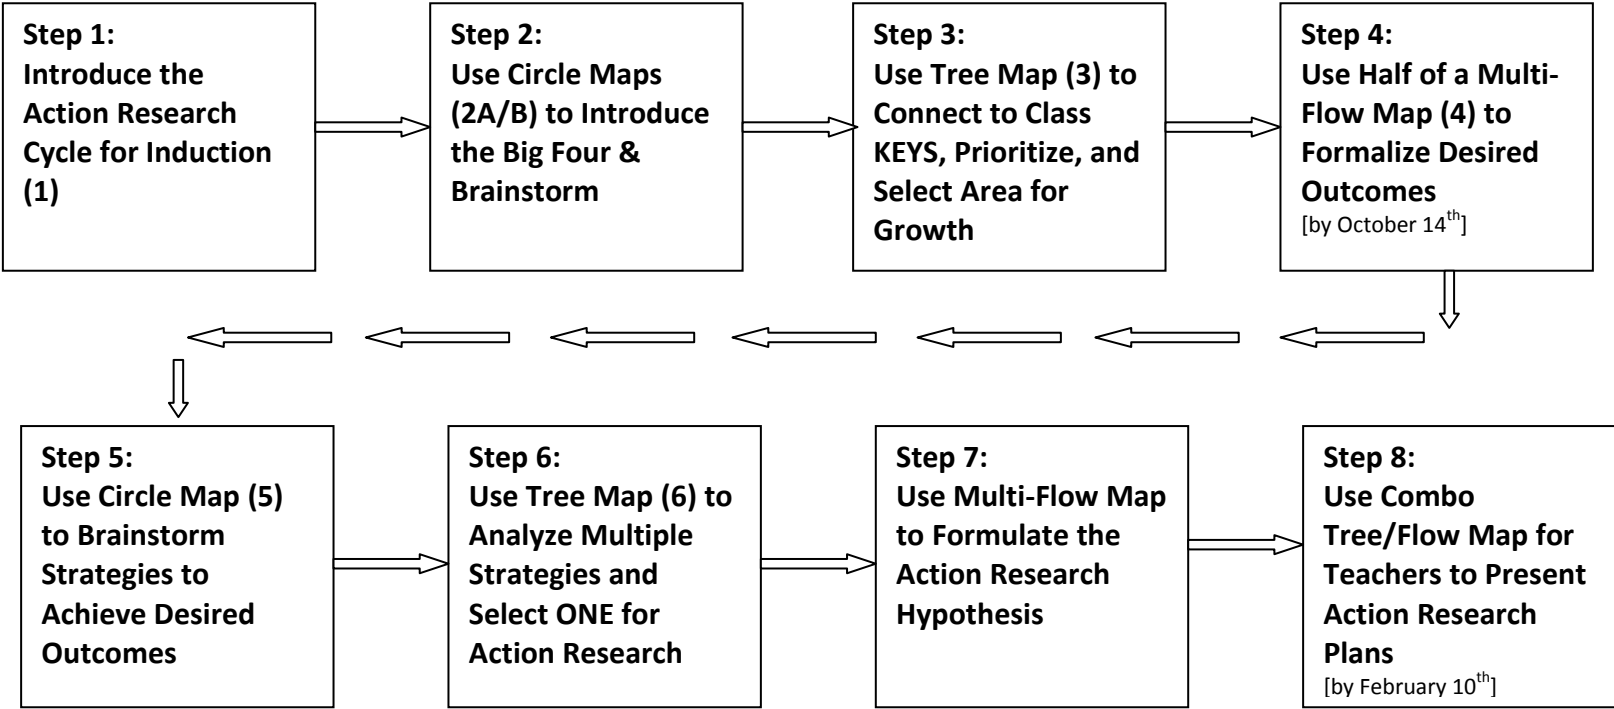 Step 1:
Introduce the
Action Research
Cycle for Induction
(1)
Step 2:
Use Circle Maps
(2A/B) to Introduce
the Big Four &
Brainstorm
Step 3:
Use Tree Map (3) to
Connect to Class
KEYS, Prioritize, and
Select Area for
Growth
Step 4:
Use Half of a Multi-
Flow Map (4) to
Formalize Desired
Outcomes
[by October 14th]
Step 5:
Use Circle Map (5)
to Brainstorm
Strategies to
Achieve Desired
Outcomes
Step 6:
Use Tree Map (6) to
Analyze Multiple
Strategies and
Select ONE for
Action Research
Step 7:
Use Multi-Flow Map
to Formulate the
Action Research
Hypothesis
Step 8:
Use Combo
Tree/Flow Map for
Teachers to Present
Action Research
Plans
[by February 10th]